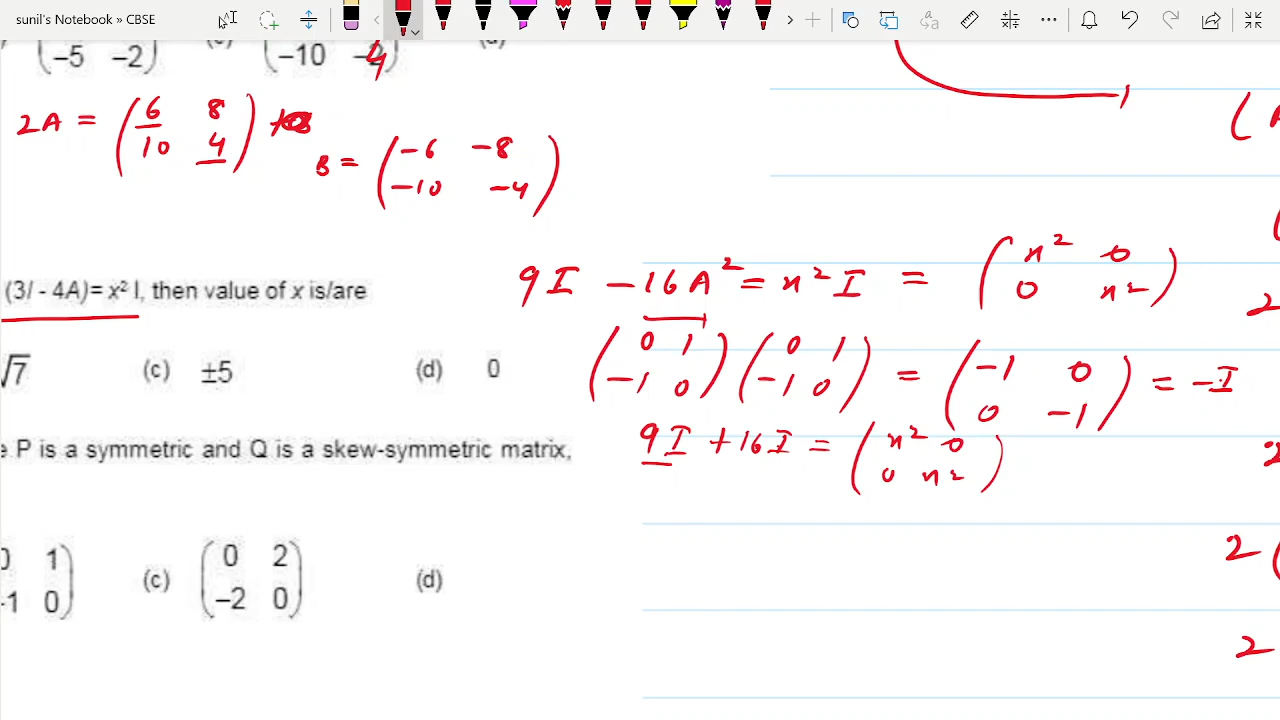 sunil's Notebook » CBSE
(−5 −2) (−10 −4)
2A = (6 8
10 4)
B = (−6 −8
−10 −4)
(3I - 4A)= x² I, then value of x is/are
9I − 16A² = x²I = (x² 0
0 x²)
(0 1
−1 0) (0 1
−1 0) = (−1 0
0 −1) = −I
√7 (c) ±5 (d) 0
9I + 16I = (x² 0
0 x²)
P is a symmetric and Q is a skew-symmetric matrix,
0 1
-1 0) (c) (0 2
−2 0) (d)
2 (
2